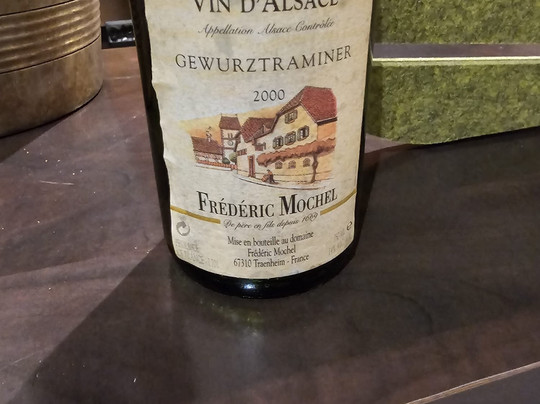 VIN D'ALSACE
Appellation Alsace Contrôlée
GEWURZTRAMINER
2000
FRÉDÉRIC MOCHEL
De père en fils depuis 1669
Mise en bouteille au domaine
Frédéric Mochel
67310 Traenheim - France